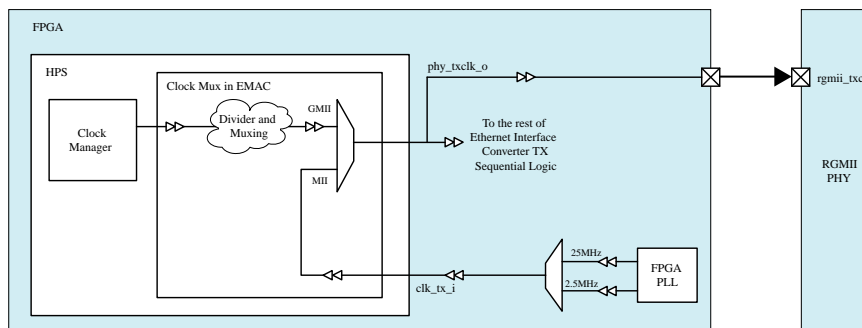 FPGA
HPS
Clock Mux in EMAC
phy_txclk_o
rgmii_txc
GMII
Divider and
Muxing
Clock
Manager
To the rest of
Ethernet Interface
Converter TX
Sequential Logic
MII
RGMII
PHY
25MHz
2.5MHz
FPGA
PLL
clk_tx_i